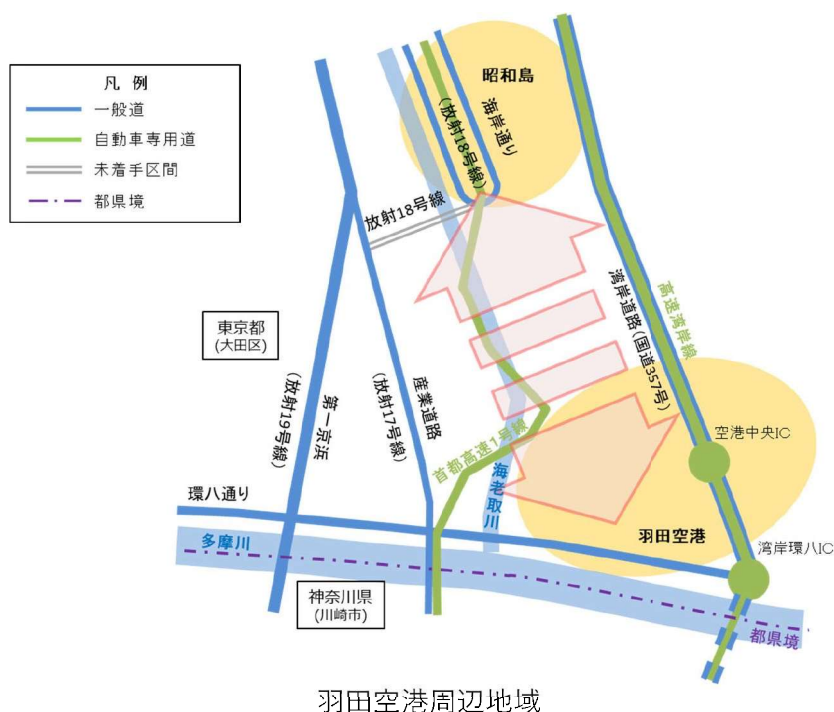 凡 例
一般道
自動車専用道
未着手区間
都県境
昭和島
海岸通り
(放射18号線)
放射18号線
東京都
(大田区)
第一京浜
(放射19号線)
産業道路
(放射17号線)
湾岸道路(国道357号)
高速湾岸線
首都高速1号線
海老取川
空港中央IC
環八通り
羽田空港
湾岸環八IC
多摩川
神奈川県
(川崎市)
都県境
羽田空港周辺地域